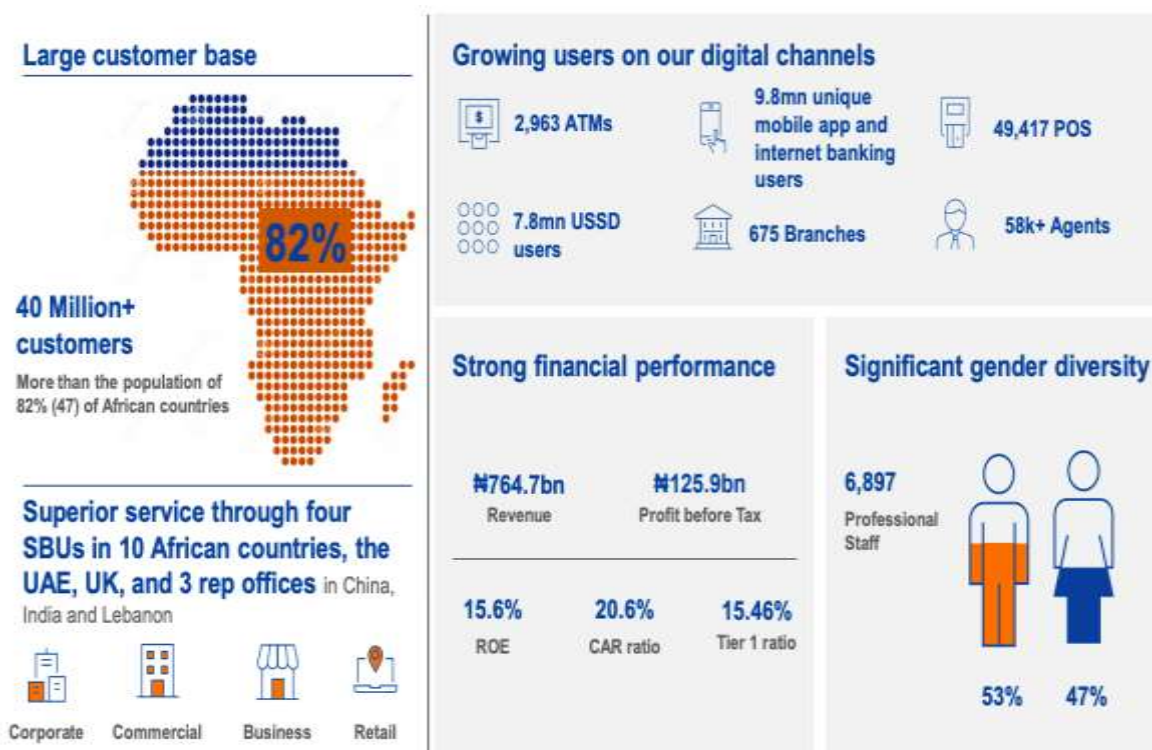 Large customer base
82%
40 Million+
customers
More than the population of
82% (47) of African countries
Superior service through four
SBUs in 10 African countries, the
UAE, UK, and 3 rep offices in China,
India and Lebanon
Corporate
Commercial
Business
Retail
Growing users on our digital channels
$
2,963 ATMs
9.8mn unique
mobile app and
internet banking
users
49,417 POS
7.8mn USSD
users
675 Branches
58k+ Agents
Strong financial performance
₦764.7bn
Revenue
₦125.9bn
Profit before Tax
15.6%
ROE
20.6%
CAR ratio
15.46%
Tier 1 ratio
Significant gender diversity
6,897
Professional
Staff
53%
47%